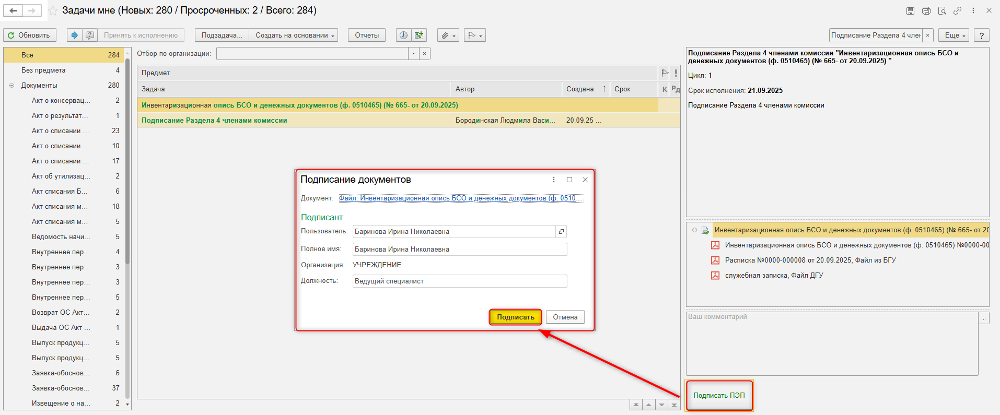 Задачи мне (Новых: 280 / Просроченных: 2 / Всего: 284)
Обновить
Принять к исполнению
Подзадача...
Создать на основании
Отчеты
Подписание Раздела 4 член
×
Еще
?
Все 284
Без предмета 4
Документы 280
Акт о консервац... 2
Акт о результат... 1
Акт о списании ... 23
Акт о списании ... 10
Акт о списании ... 17
Акт об утилизац... 2
Акт списания Б... 6
Акт списания м... 18
Акт списания м... 5
Ведомость начи... 5
Внутреннее пер... 4
Внутреннее пер... 3
Внутреннее пер... 3
Внутреннее пер... 5
Возврат ОС Акт... 2
Выдача ОС Акт ... 1
Выпуск продукц... 5
Выпуск продукц... 5
Заявка-обоснов... 6
Заявка-обоснов... 37
Извещение о на... 2
Отбор по организации:
Предмет
Задача Автор Создана ↑ Срок К Рд
Инвентаризационная опись БСО и денежных документов (ф. 0510465) (№ 665- от 20.09.2025)
Подписание Раздела 4 членами комиссии Бородинская Людмила Васи... 20.09.25 ...
Подписание документов
Документ: Файл: Инвентаризационная опись БСО и денежных документов (ф. 0510...
Подписант
Пользователь: Баринова Ирина Николаевна
Полное имя: Баринова Ирина Николаевна
Организация: УЧРЕЖДЕНИЕ
Должность: Ведущий специалист
Подписать
Отмена
Подписание Раздела 4 членами комиссии "Инвентаризационная опись БСО и
денежных документов (ф. 0510465) (№ 665- от 20.09.2025) "
Цикл: 1
Срок исполнения: 21.09.2025
Подписание Раздела 4 членами комиссии
Инвентаризационная опись БСО и денежных документов (ф. 0510465) (№ 665- от 20
Инвентаризационная опись БСО и денежных документов (ф. 0510465) №0000-00
Расписка №0000-000008 от 20.09.2025, Файл из БГУ
служебная записка, Файл ДГУ
Ваш комментарий
...
Подписать ПЭП